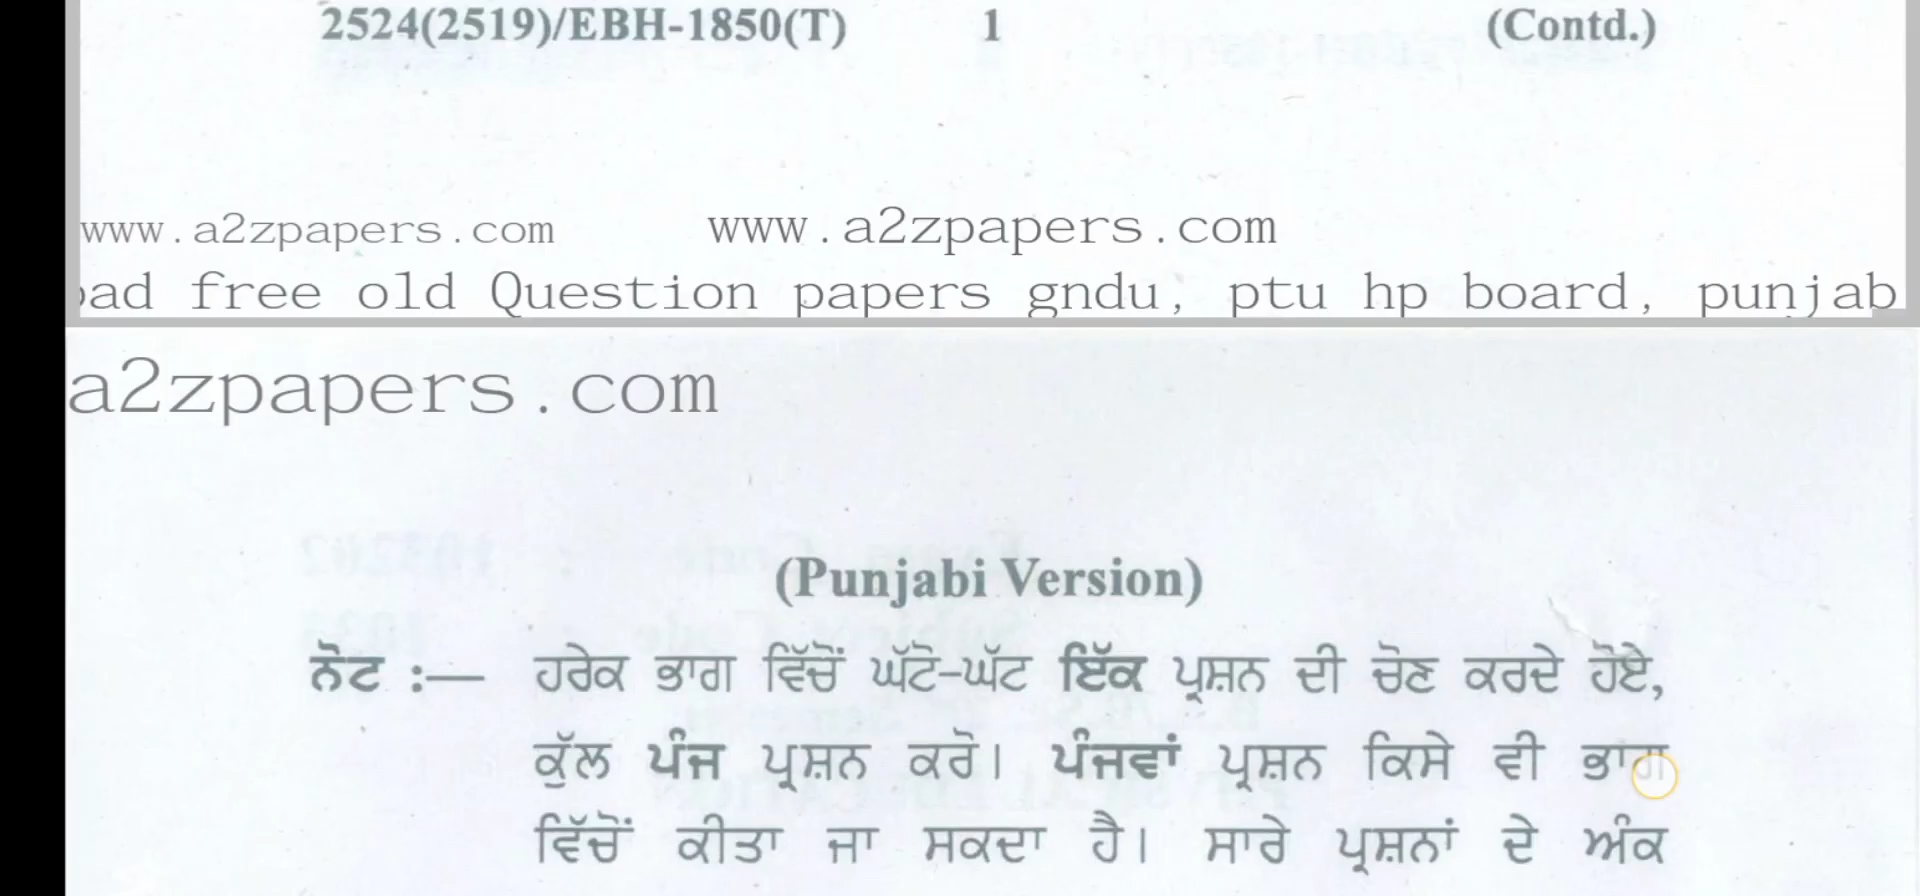 2524(2519)/EBH-1850(T) 1 (Contd.)
www.a2zpapers.com www.a2zpapers.com
ad free old Question papers gndu, ptu hp board, punjab
a2zpapers.com
(Punjabi Version)
ਨੋਟ :— ਹਰੇਕ ਭਾਗ ਵਿੱਚੋਂ ਘੱਟੋ-ਘੱਟ ਇੱਕ ਪ੍ਰਸ਼ਨ ਦੀ ਚੋਣ ਕਰਦੇ ਹੋਏ,
ਕੁੱਲ ਪੰਜ ਪ੍ਰਸ਼ਨ ਕਰੋ। ਪੰਜਵਾਂ ਪ੍ਰਸ਼ਨ ਕਿਸੇ ਵੀ ਭਾਗ
ਵਿੱਚੋਂ ਕੀਤਾ ਜਾ ਸਕਦਾ ਹੈ। ਸਾਰੇ ਪ੍ਰਸ਼ਨਾਂ ਦੇ ਅੰਕ